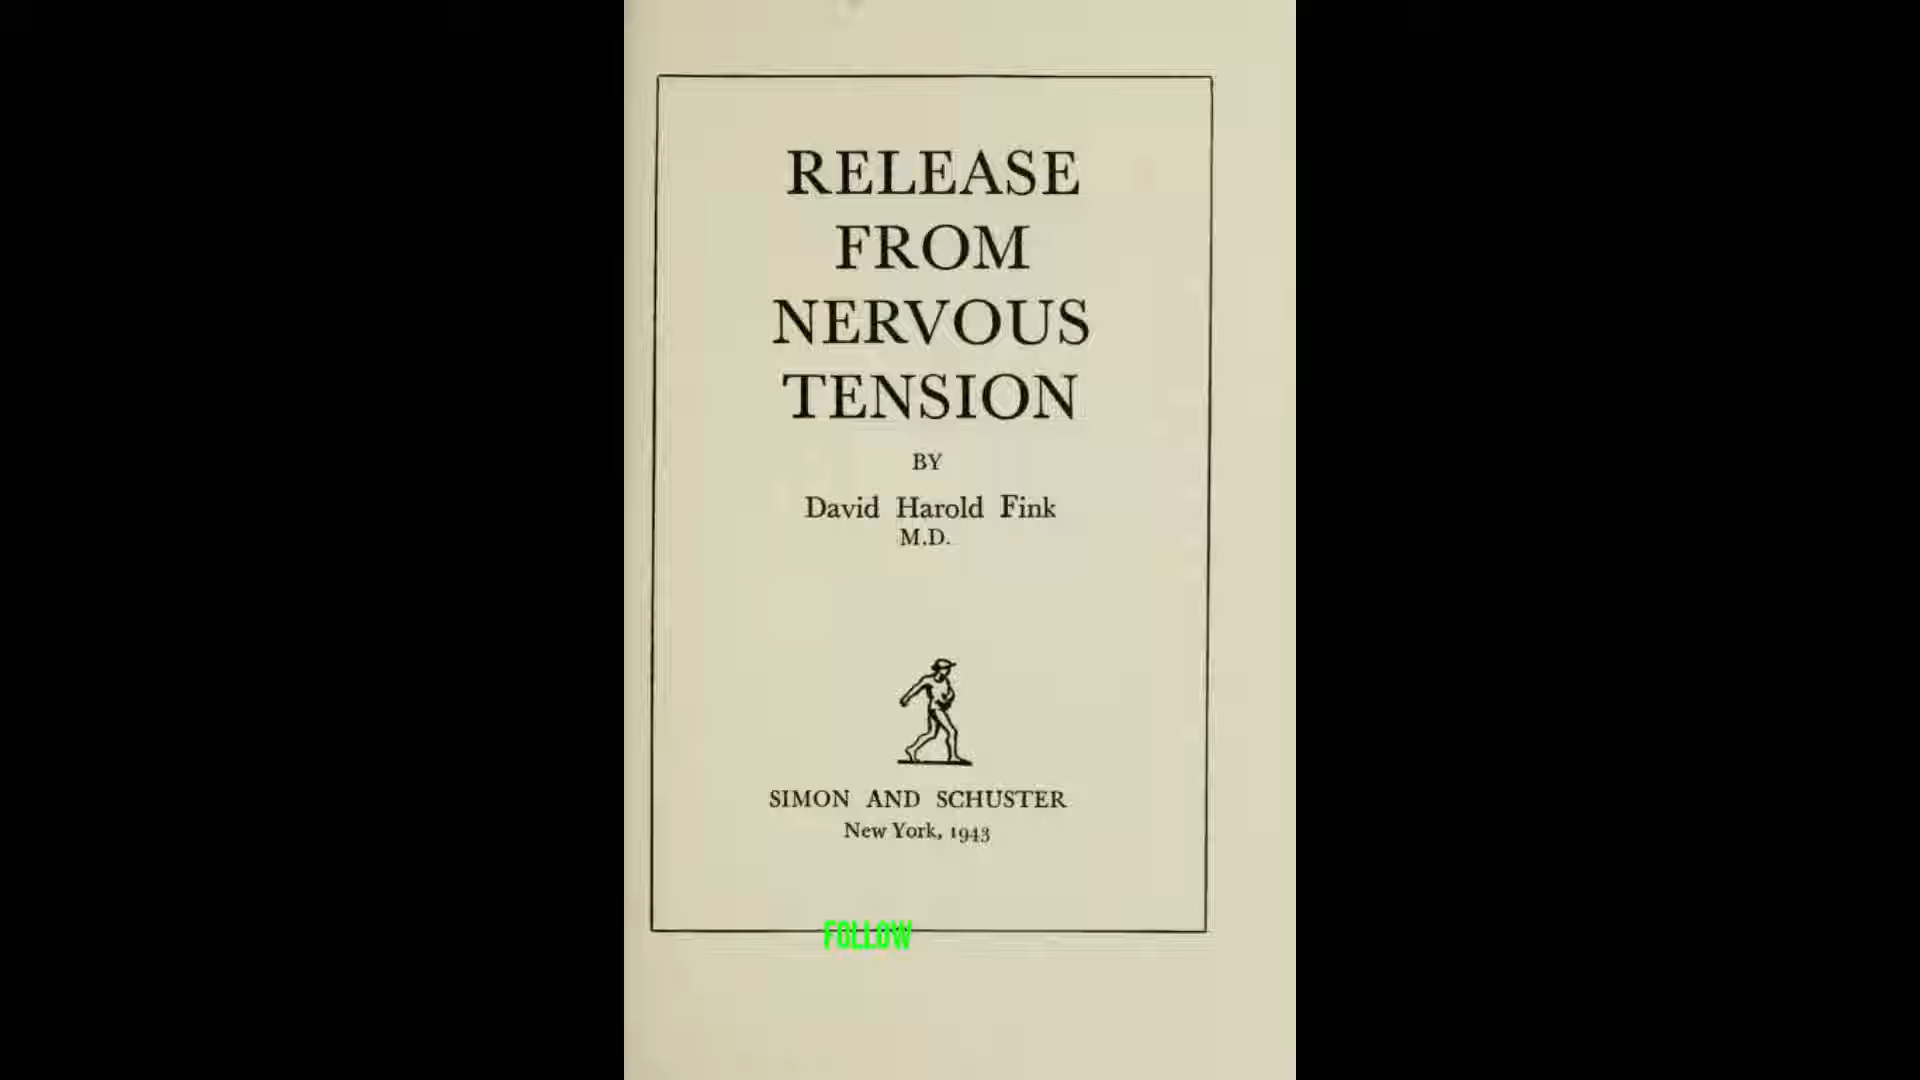 RELEASE
FROM
NERVOUS
TENSION
BY
David Harold Fink
M.D.
SIMON AND SCHUSTER
New York, 1943
FOLLOW